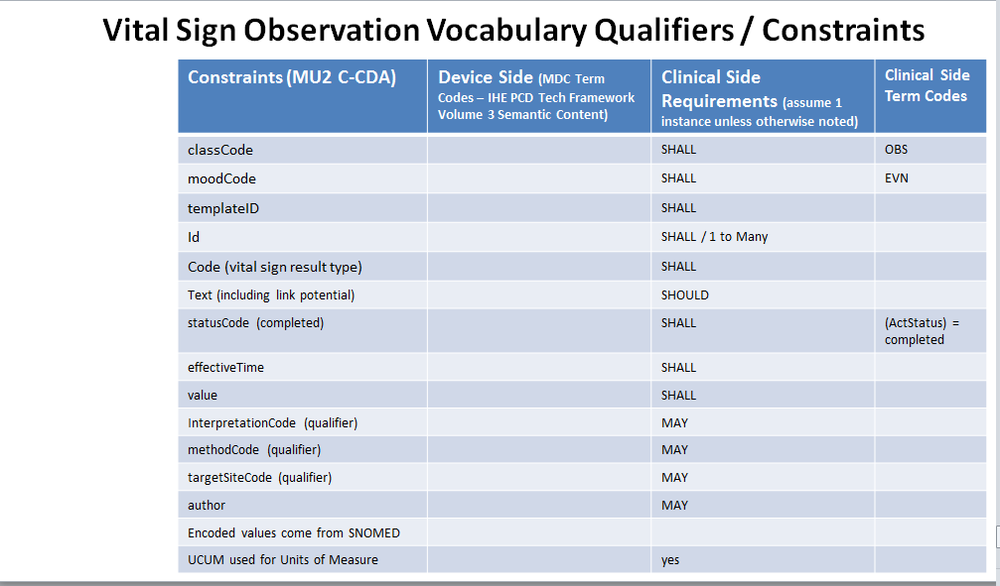 Vital Sign Observation Vocabulary Qualifiers / Constraints
Constraints (MU2 C-CDA)
Device Side (MDC Term
Codes – IHE PCD Tech Framework
Volume 3 Semantic Content)
Clinical Side
Requirements (assume 1
instance unless otherwise noted)
Clinical Side
Term Codes
classCode SHALL OBS
moodCode SHALL EVN
templateID SHALL
Id SHALL / 1 to Many
Code (vital sign result type) SHALL
Text (including link potential) SHOULD
statusCode (completed) SHALL (ActStatus) =
completed
effectiveTime SHALL
value SHALL
InterpretationCode (qualifier) MAY
methodCode (qualifier) MAY
targetSiteCode (qualifier) MAY
author MAY
Encoded values come from SNOMED
UCUM used for Units of Measure yes